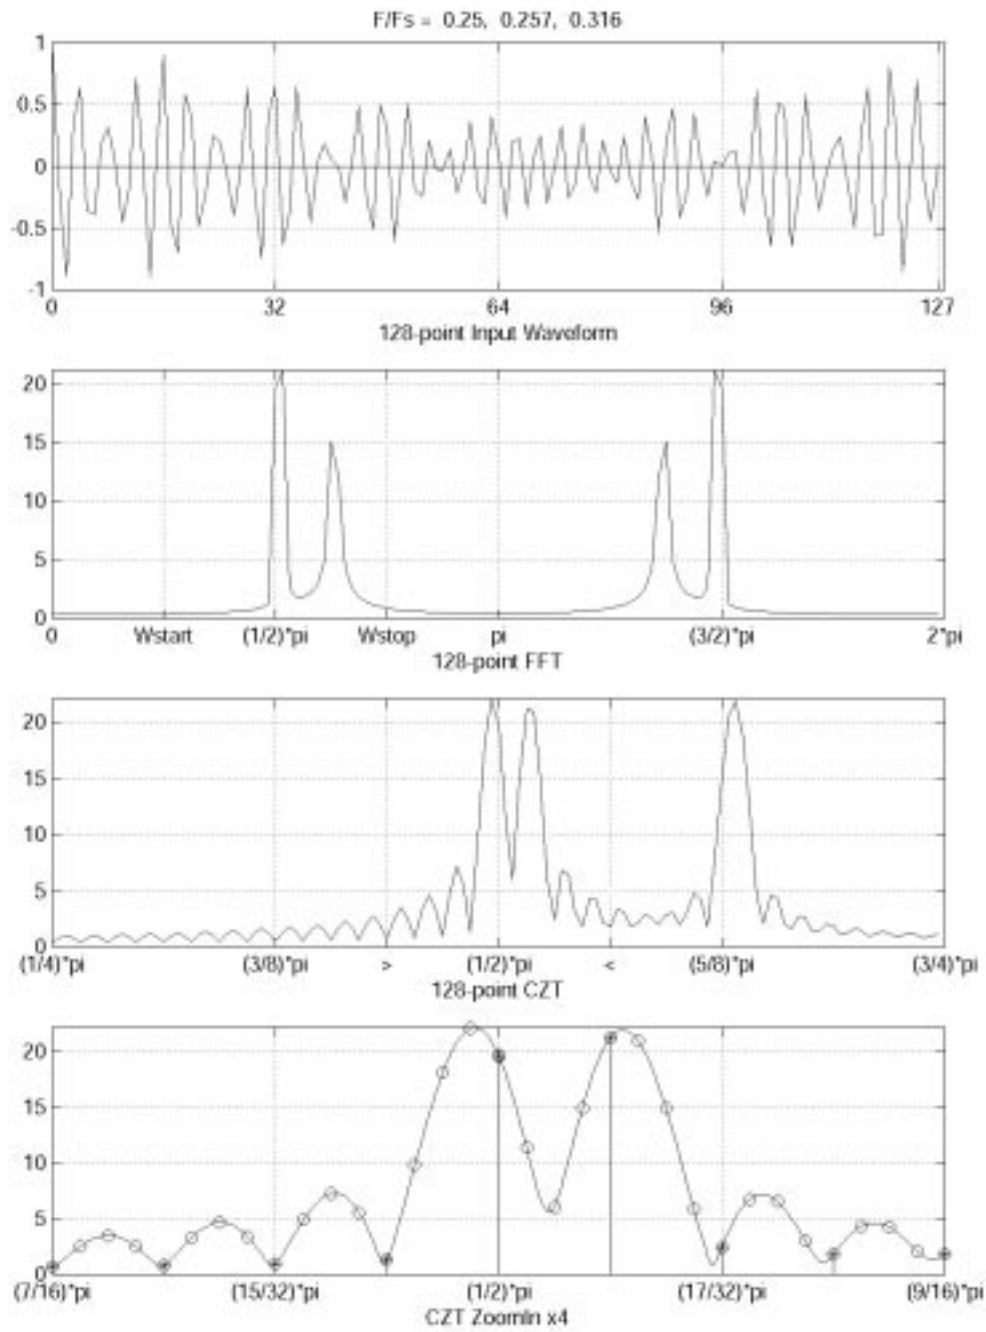 F/Fs = 0.25, 0.257, 0.316
1
0.5
0
-0.5
-1
0 32 64 96 127
128-point Input Waveform
20
15
10
5
0
0 Wstart (1/2)*pi Wstop pi (3/2)*pi 2*pi
128-point FFT
20
15
10
5
0
(1/4)*pi (3/8)*pi > (1/2)*pi < (5/8)*pi (3/4)*pi
128-point CZT
20
15
10
5
0
(7/16)*pi (15/32)*pi (1/2)*pi (17/32)*pi (9/16)*pi
CZT ZoomIn x4